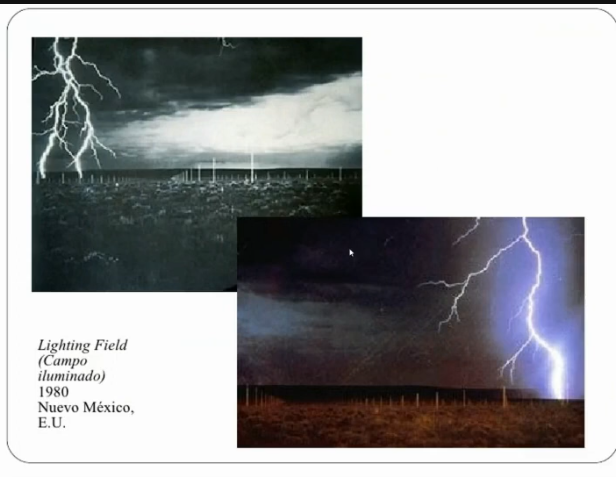 Lighting Field
(Campo
iluminado)
1980
Nuevo México,
E.U.